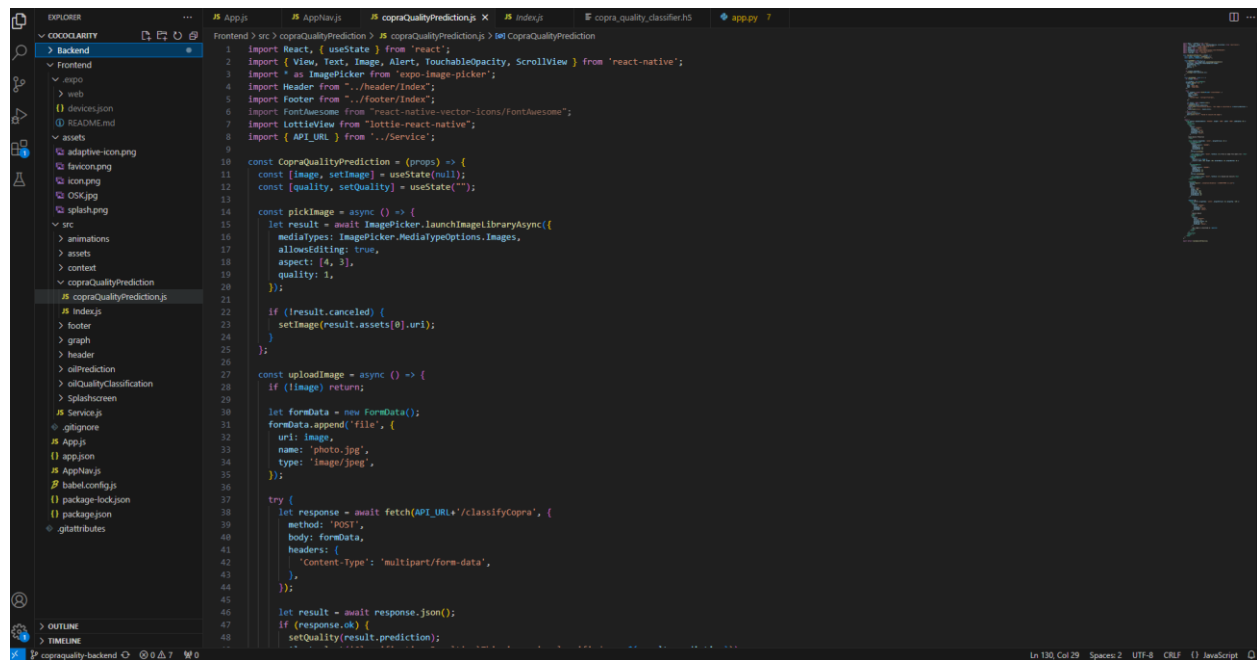 EXPLORER
App.js
AppNav.js
copraQualityPrediction.js
Index.js
copra_quality_classifier.h5
app.py 7
COCOCLARITY
Backend
Frontend
.expo
web
devices.json
README.md
assets
adaptive-icon.png
favicon.png
icon.png
OSK.jpg
splash.png
src
animations
assets
context
copraQualityPrediction
copraQualityPrediction.js
Index.js
footer
graph
header
oilPrediction
oilQualityClassification
Splashscreen
Service.js
.gitignore
App.js
app.json
AppNav.js
babel.config.js
package-lock.json
package.json
.gitattributes
OUTLINE
TIMELINE
Frontend > src > copraQualityPrediction > JS copraQualityPrediction.js > CopraQualityPrediction
1 import React, { useState } from 'react';
2 import { View, Text, Image, Alert, TouchableOpacity, ScrollView } from 'react-native';
3 import * as ImagePicker from 'expo-image-picker';
4 import Header from "../header/Index";
5 import Footer from "../footer/Index";
6 import FontAwesome from "react-native-vector-icons/FontAwesome";
7 import LottieView from "lottie-react-native";
8 import { API_URL } from '../Service';
9
10 const CopraQualityPrediction = (props) => {
11 const [image, setImage] = useState(null);
12 const [quality, setQuality] = useState("");
13
14 const pickImage = async () => {
15 let result = await ImagePicker.launchImageLibraryAsync({
16 mediaTypes: ImagePicker.MediaTypeOptions.Images,
17 allowsEditing: true,
18 aspect: [4, 3],
19 quality: 1,
20 });
21
22 if (!result.canceled) {
23 setImage(result.assets[0].uri);
24 }
25 };
26
27 const uploadImage = async () => {
28 if (!image) return;
29
30 let formData = new FormData();
31 formData.append('file', {
32 uri: image,
33 name: 'photo.jpg',
34 type: 'image/jpeg',
35 });
36
37 try {
38 let response = await fetch(API_URL+'/classifyCopra', {
39 method: 'POST',
40 body: formData,
41 headers: {
42 'Content-Type': 'multipart/form-data',
43 },
44 });
45
46 let result = await response.json();
47 if (response.ok) {
48 setQuality(result.prediction);
copraquality-backend 0 7 0
Ln 130, Col 29 Spaces: 2 UTF-8 CRLF {} JavaScript